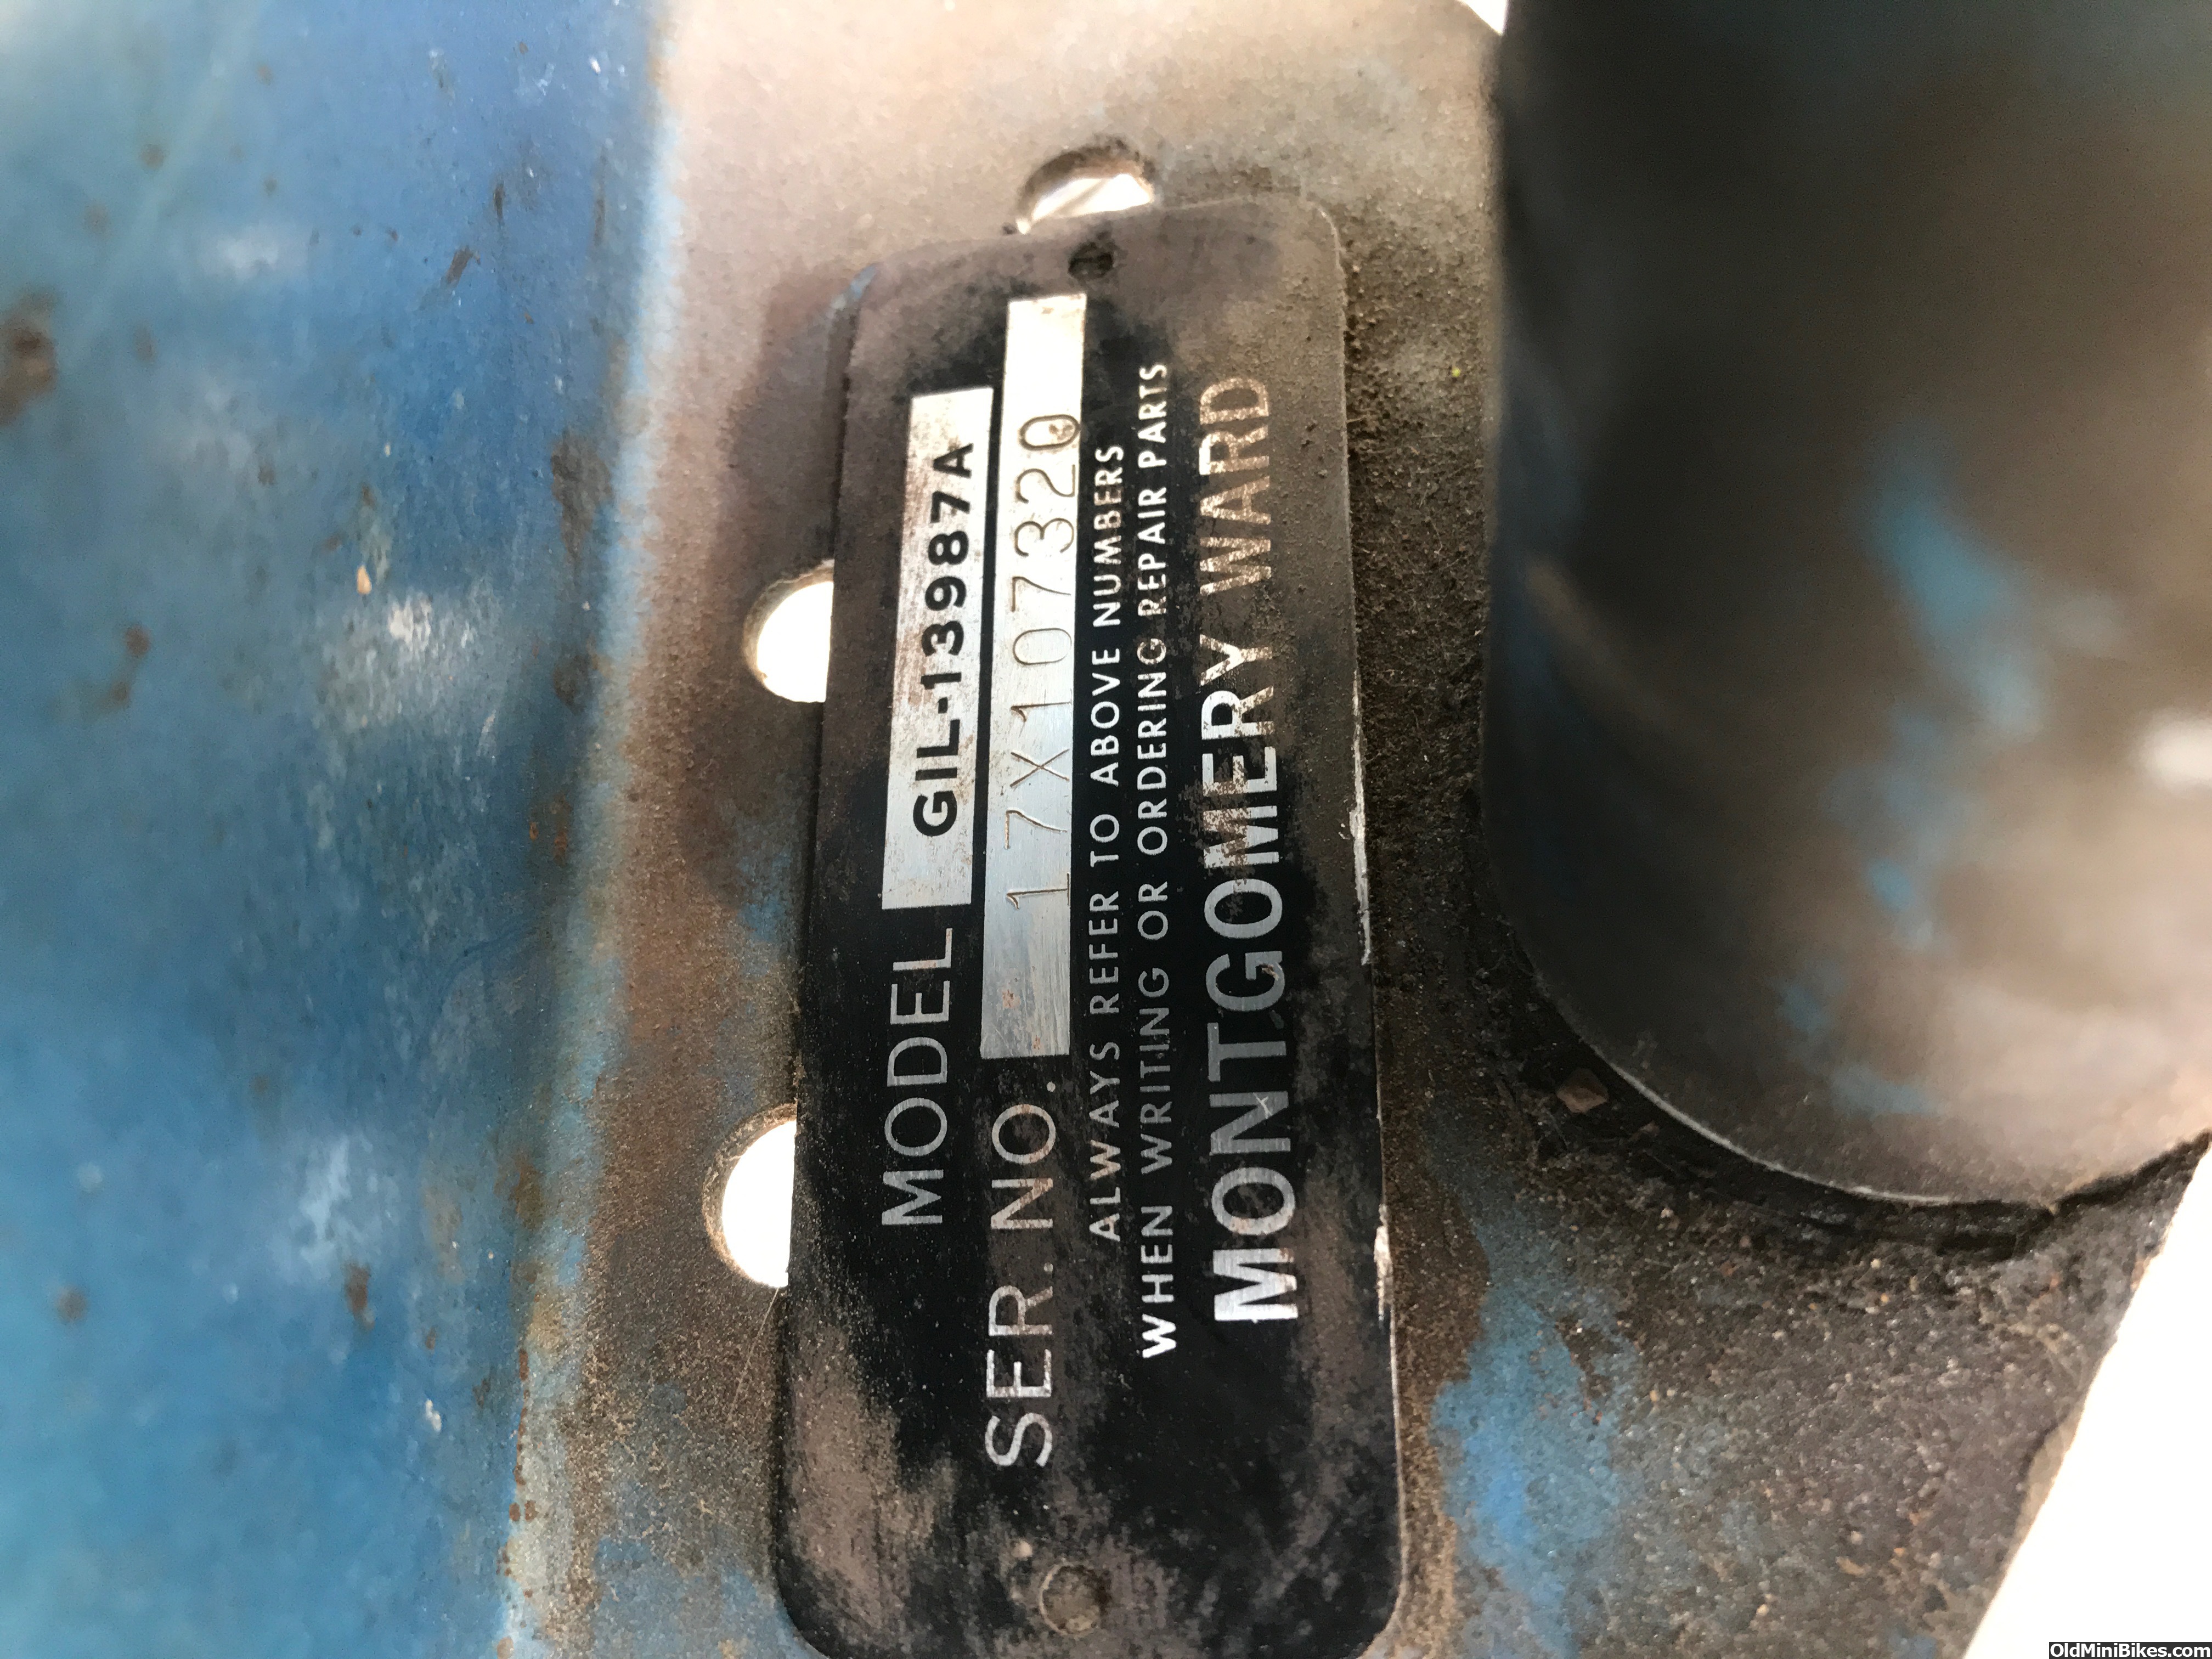 MODEL GIL-13987A
SER. NO. 17X107320
ALWAYS REFER TO ABOVE NUMBERS
WHEN WRITING OR ORDERING REPAIR PARTS
MONTGOMERY WARD
OldMiniBikes.com